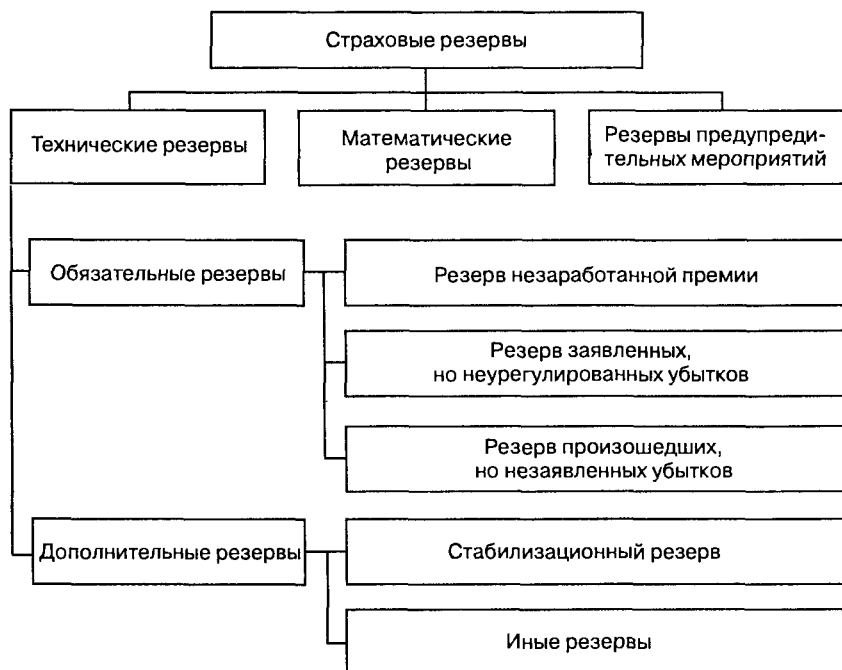 Страховые резервы
Технические резервы
Математические
резервы
Резервы предупреди-
тельных мероприятий
Обязательные резервы
Резерв незаработанной премии
Резерв заявленных,
но неурегулированных убытков
Резерв произошедших,
но незаявленных убытков
Дополнительные резервы
Стабилизационный резерв
Иные резервы